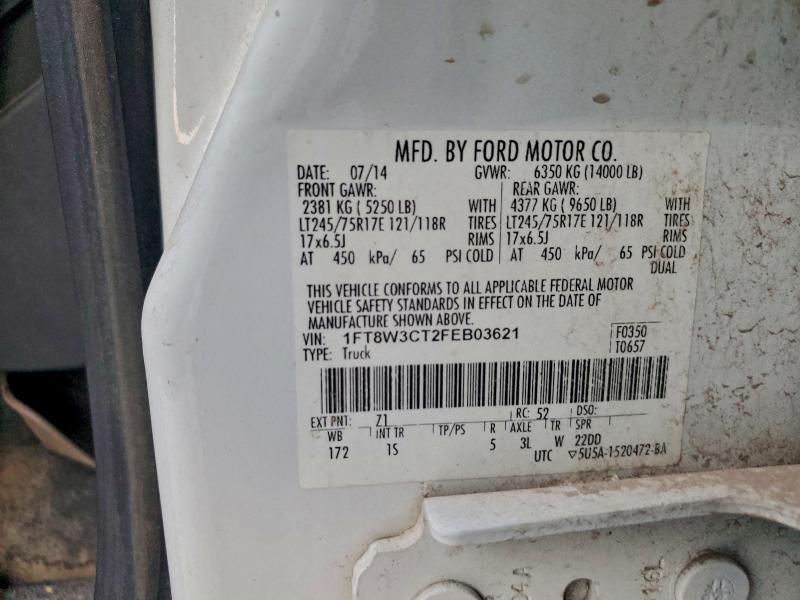 MFD. BY FORD MOTOR CO.
DATE: 07/14 GVWR: 6350 KG (14000 LB)
FRONT GAWR: REAR GAWR:
2381 KG ( 5250 LB) WITH 4377 KG ( 9650 LB) WITH
LT245/75R17E 121/118R TIRES LT245/75R17E 121/118R TIRES
17x6.5J RIMS 17x6.5J RIMS
AT 450 kPa/ 65 PSI COLD AT 450 kPa/ 65 PSI COLD
DUAL
THIS VEHICLE CONFORMS TO ALL APPLICABLE FEDERAL MOTOR
VEHICLE SAFETY STANDARDS IN EFFECT ON THE DATE OF
MANUFACTURE SHOWN ABOVE.
VIN: 1FT8W3CT2FEB03621 F0350
TYPE: Truck T0657
EXT PNT: Z1 RC: 52 DSO:
WB INT TR TP/PS R AXLE TR SPR
172 1S 5 3L W 22DD
UTC ▽5U5A-1520472-BA